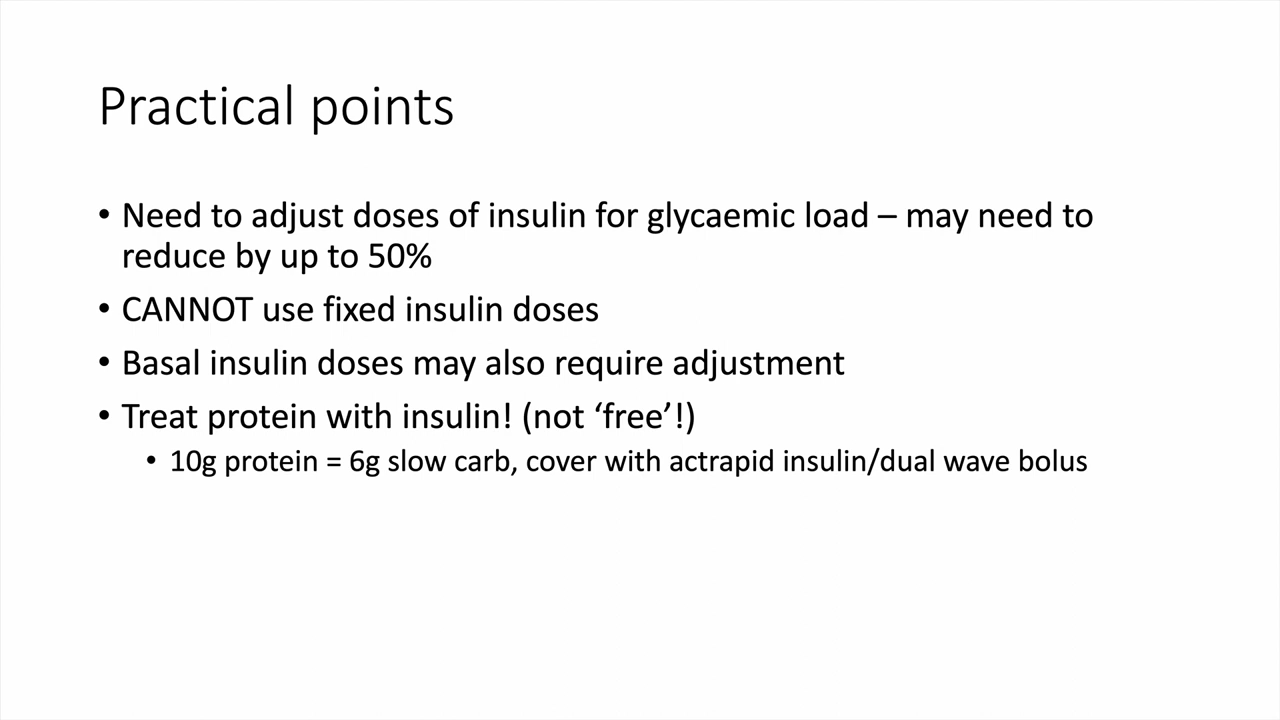 Practical points
• Need to adjust doses of insulin for glycaemic load – may need to
reduce by up to 50%
• CANNOT use fixed insulin doses
• Basal insulin doses may also require adjustment
• Treat protein with insulin! (not ‘free’!)
• 10g protein = 6g slow carb, cover with actrapid insulin/dual wave bolus